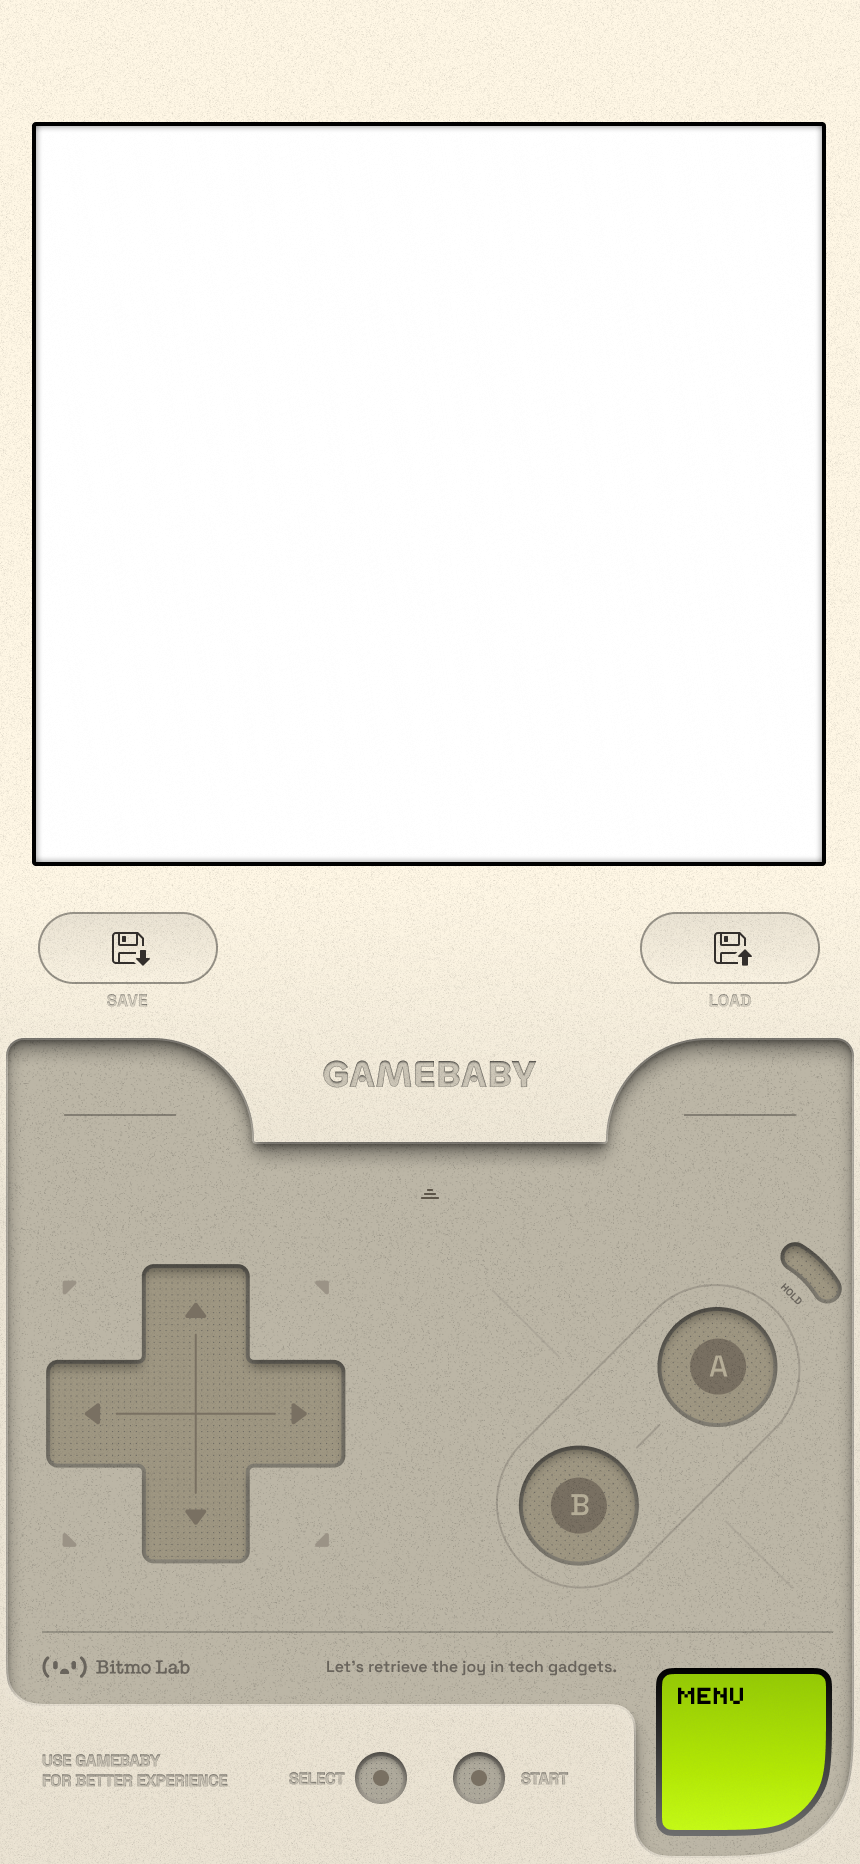 SAVE
LOAD
GAMEBABY
HOLD
A
B
(·.·) Bitmo Lab
Let's retrieve the joy in tech gadgets.
MENU
USE GAMEBABY
FOR BETTER EXPERIENCE
SELECT
START